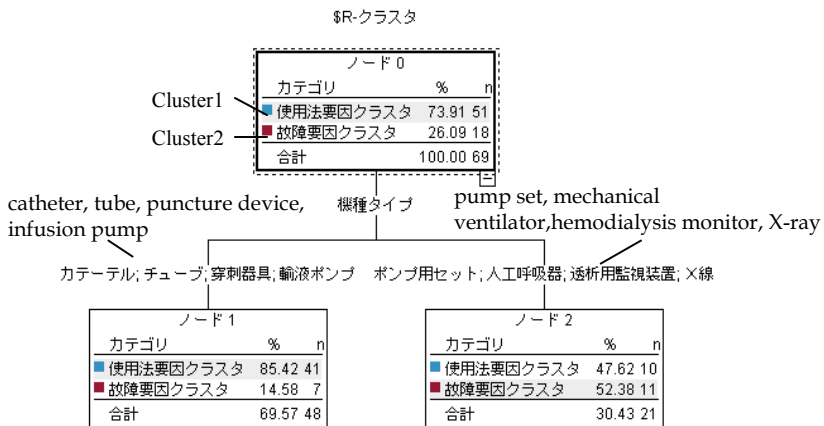 $R-クラスタ
ノード 0
カテゴリ % n
Cluster1
使用法要因クラスタ 73.91 51
Cluster2
故障要因クラスタ 26.09 18
合計 100.00 69
catheter, tube, puncture device,
infusion pump
機種タイプ
pump set, mechanical
ventilator,hemodialysis monitor, X-ray
カテーテル; チューブ; 穿刺器具; 輸液ポンプ
ポンプ用セット; 人工呼吸器; 透析用監視装置; X線
ノード 1
カテゴリ % n
使用法要因クラスタ 85.42 41
故障要因クラスタ 14.58 7
合計 69.57 48
ノード 2
カテゴリ % n
使用法要因クラスタ 47.62 10
故障要因クラスタ 52.38 11
合計 30.43 21